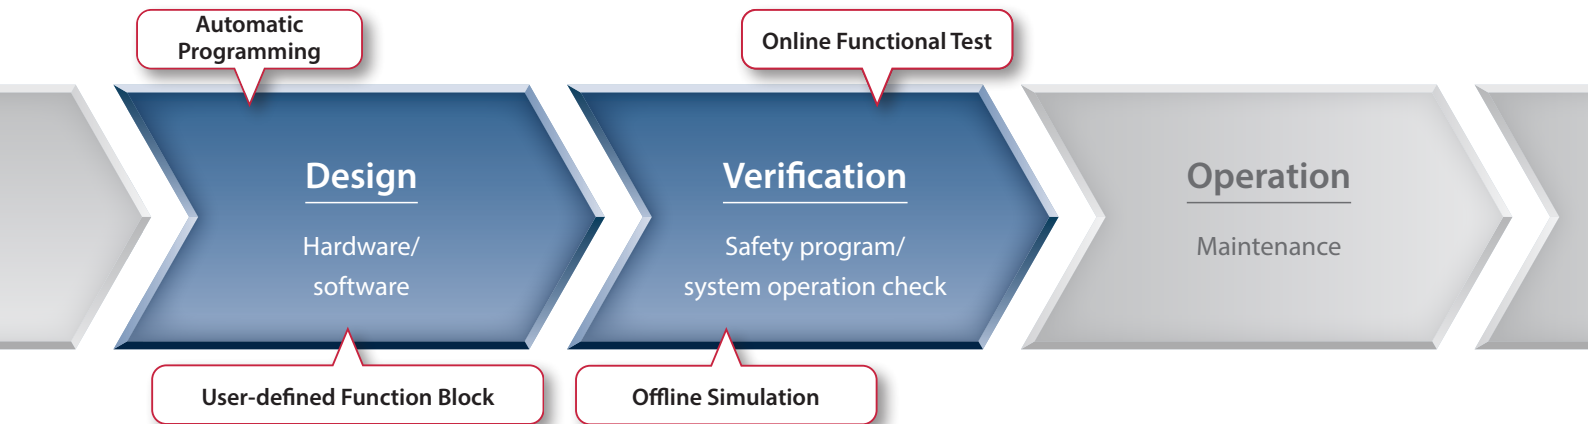 Automatic
Programming
Online Functional Test
Design
Hardware/
software
Verification
Safety program/
system operation check
Operation
Maintenance
User-defined Function Block
Offline Simulation